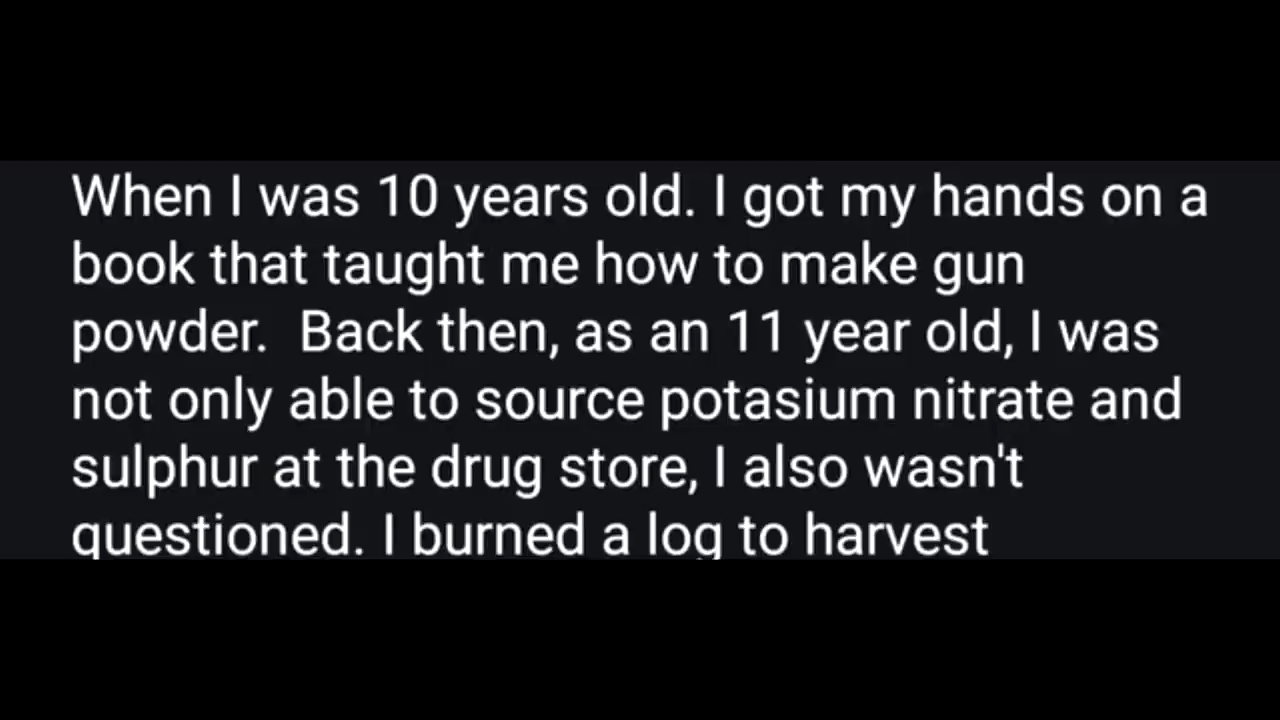 When I was 10 years old. I got my hands on a
book that taught me how to make gun
powder.  Back then, as an 11 year old, I was
not only able to source potasium nitrate and
sulphur at the drug store, I also wasn't
questioned. I burned a log to harvest